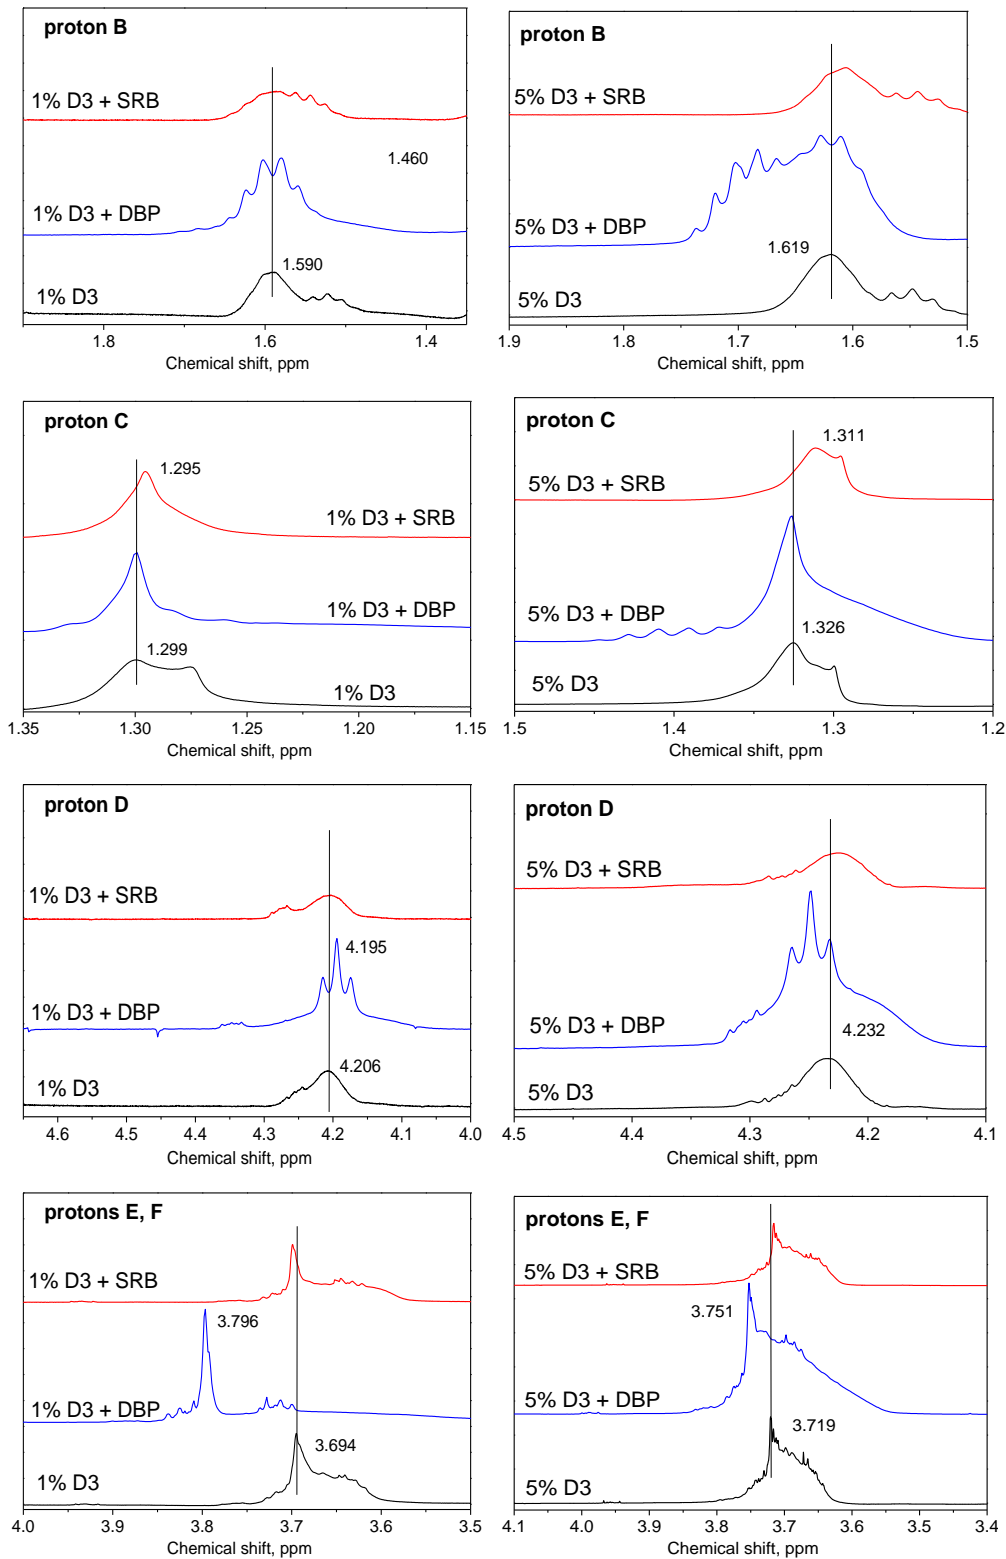 proton B
1% D3 + SRB
1.460
1% D3 + DBP
1.590
1% D3
1.8 1.6 1.4
Chemical shift, ppm
proton B
5% D3 + SRB
5% D3 + DBP
1.619
5% D3
1.9 1.8 1.7 1.6 1.5
Chemical shift, ppm
proton C
1.295
1% D3 + SRB
1% D3 + DBP
1.299
1% D3
1.35 1.30 1.25 1.20 1.15
Chemical shift, ppm
proton C
1.311
5% D3 + SRB
5% D3 + DBP
1.326
5% D3
1.5 1.4 1.3 1.2
Chemical shift, ppm
proton D
1% D3 + SRB
4.195
1% D3 + DBP
4.206
1% D3
4.6 4.5 4.4 4.3 4.2 4.1 4.0
Chemical shift, ppm
proton D
5% D3 + SRB
5% D3 + DBP
4.232
5% D3
4.5 4.4 4.3 4.2 4.1
Chemical shift, ppm
protons E, F
1% D3 + SRB
3.796
1% D3 + DBP
3.694
1% D3
4.0 3.9 3.8 3.7 3.6 3.5
Chemical shift, ppm
protons E, F
5% D3 + SRB
3.751
5% D3 + DBP
3.719
5% D3
4.1 4.0 3.9 3.8 3.7 3.6 3.5 3.4
Chemical shift, ppm